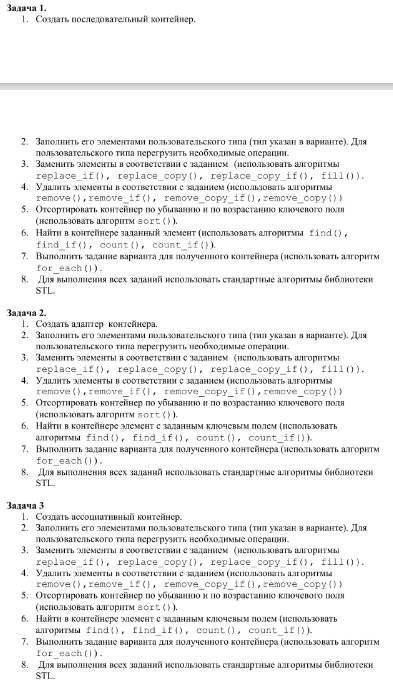 Задача 1.
1. Создать последовательный контейнер.
2. Заполнить его элементами пользовательского типа (тип указан в варианте). Для
пользовательского типа перегрузить необходимые операции.
3. Заменить элементы в соответствии с заданием (использовать алгоритмы
replace_if(), replace_copy(), replace_copy_if(), fill()).
4. Удалить элементы в соответствии с заданием (использовать алгоритмы
remove(),remove_if(), remove_copy_if(),remove_copy())
5. Отсортировать контейнер по убыванию и по возрастанию ключевого поля
(использовать алгоритм sort()).
6. Найти в контейнере заданный элемент (использовать алгоритмы find(),
find_if(), count(), count_if()).
7. Выполнить задание варианта для полученного контейнера (использовать алгоритм
for_each()).
8. Для выполнения всех заданий использовать стандартные алгоритмы библиотеки
STL.
Задача 2.
1. Создать адаптер контейнера.
2. Заполнить его элементами пользовательского типа (тип указан в варианте). Для
пользовательского типа перегрузить необходимые операции.
3. Заменить элементы в соответствии с заданием (использовать алгоритмы
replace_if(), replace_copy(), replace_copy_if(), fill()).
4. Удалить элементы в соответствии с заданием (использовать алгоритмы
remove(),remove_if(), remove_copy_if(),remove_copy())
5. Отсортировать контейнер по убыванию и по возрастанию ключевого поля
(использовать алгоритм sort()).
6. Найти в контейнере элемент с заданным ключевым полем (использовать
алгоритмы find(), find_if(), count(), count_if()).
7. Выполнить задание варианта для полученного контейнера (использовать алгоритм
for_each()).
8. Для выполнения всех заданий использовать стандартные алгоритмы библиотеки
STL.
Задача 3
1. Создать ассоциативный контейнер.
2. Заполнить его элементами пользовательского типа (тип указан в варианте). Для
пользовательского типа перегрузить необходимые операции.
3. Заменить элементы в соответствии с заданием (использовать алгоритмы
replace_if(), replace_copy(), replace_copy_if(), fill()).
4. Удалить элементы в соответствии с заданием (использовать алгоритмы
remove(),remove_if(), remove_copy_if(),remove_copy())
5. Отсортировать контейнер по убыванию и по возрастанию ключевого поля
(использовать алгоритм sort()).
6. Найти в контейнере элемент с заданным ключевым полем (использовать
алгоритмы find(), find_if(), count(), count_if()).
7. Выполнить задание варианта для полученного контейнера (использовать алгоритм
for_each()).
8. Для выполнения всех заданий использовать стандартные алгоритмы библиотеки
STL.